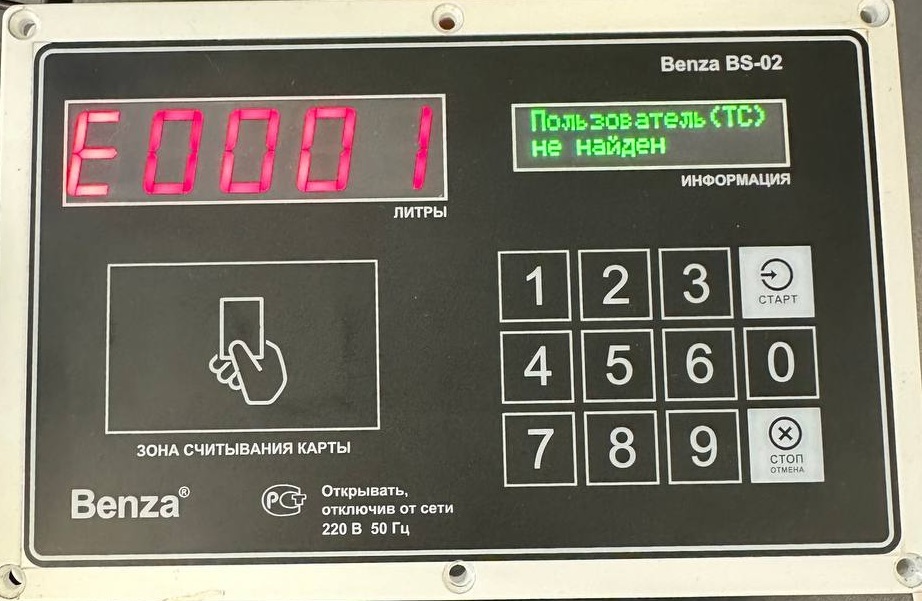 Benza BS-02
E0001
ЛИТРЫ
Пользователь(ТС)
не найден
ИНФОРМАЦИЯ
1 2 3
СТАРТ
4 5 6 0
7 8 9
СТОП
ОТМЕНА
ЗОНА СЧИТЫВАНИЯ КАРТЫ
Benza®
РСТ
Открывать,
отключив от сети
220 В 50 Гц